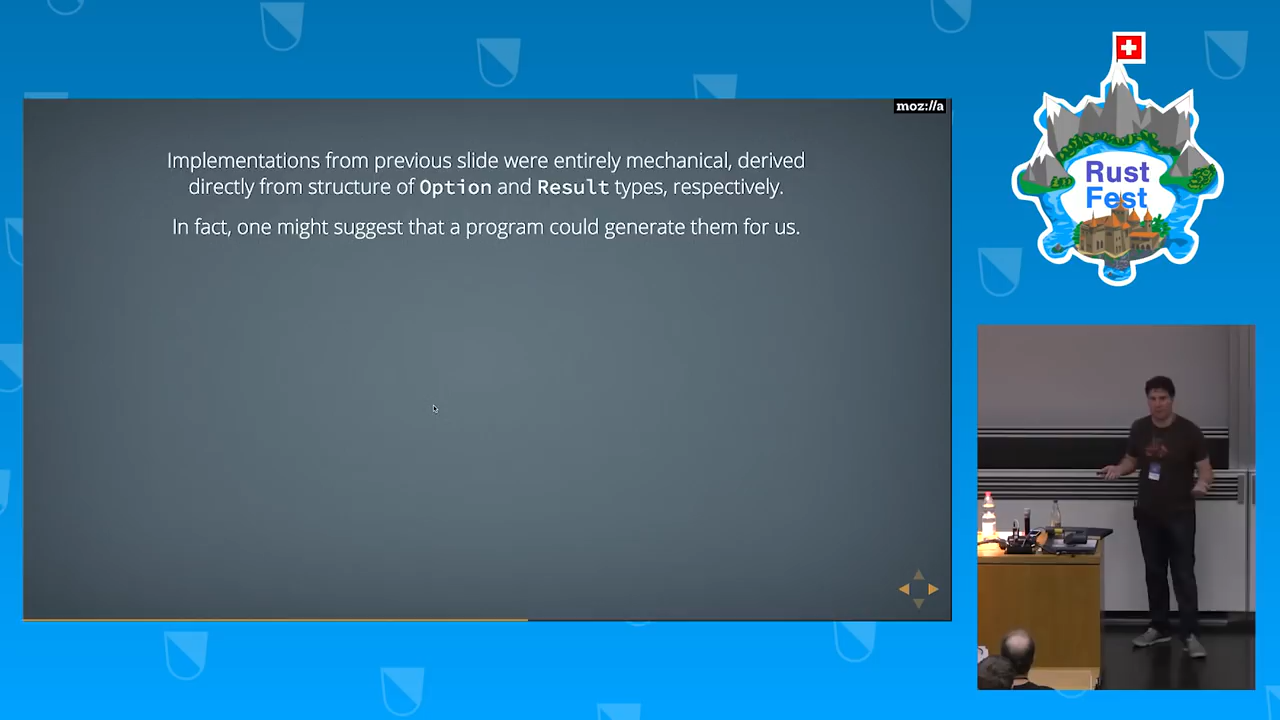 moz://a
Implementations from previous slide were entirely mechanical, derived
directly from structure of Option and Result types, respectively.
In fact, one might suggest that a program could generate them for us.
Rust
Fest